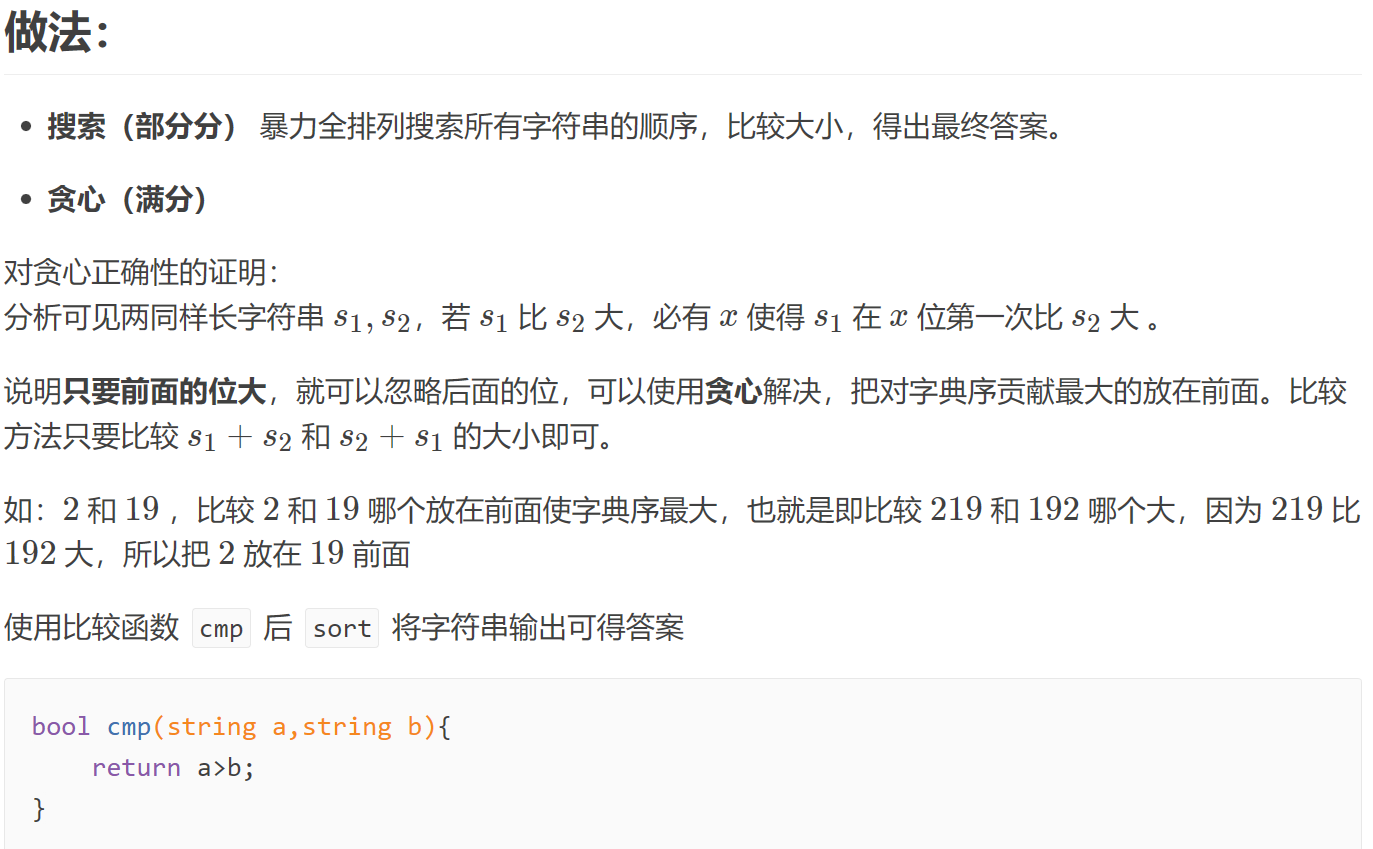 做法：
搜索（部分分） 暴力全排列搜索所有字符串的顺序，比较大小，得出最终答案。
贪心（满分）
对贪心正确性的证明：
分析可见两同样长字符串 s1, s2，若 s1 比 s2 大，必有 x 使得 s1 在 x 位第一次比 s2 大 。
说明只要前面的位大，就可以忽略后面的位，可以使用贪心解决，把对字典序贡献最大的放在前面。比较
方法只要比较 s1 + s2 和 s2 + s1 的大小即可。
如：2 和 19 ，比较 2 和 19 哪个放在前面使字典序最大，也就是即比较 219 和 192 哪个大，因为 219 比
192 大，所以把 2 放在 19 前面
使用比较函数 cmp 后 sort 将字符串输出可得答案
bool cmp(string a,string b){
    return a>b;
}